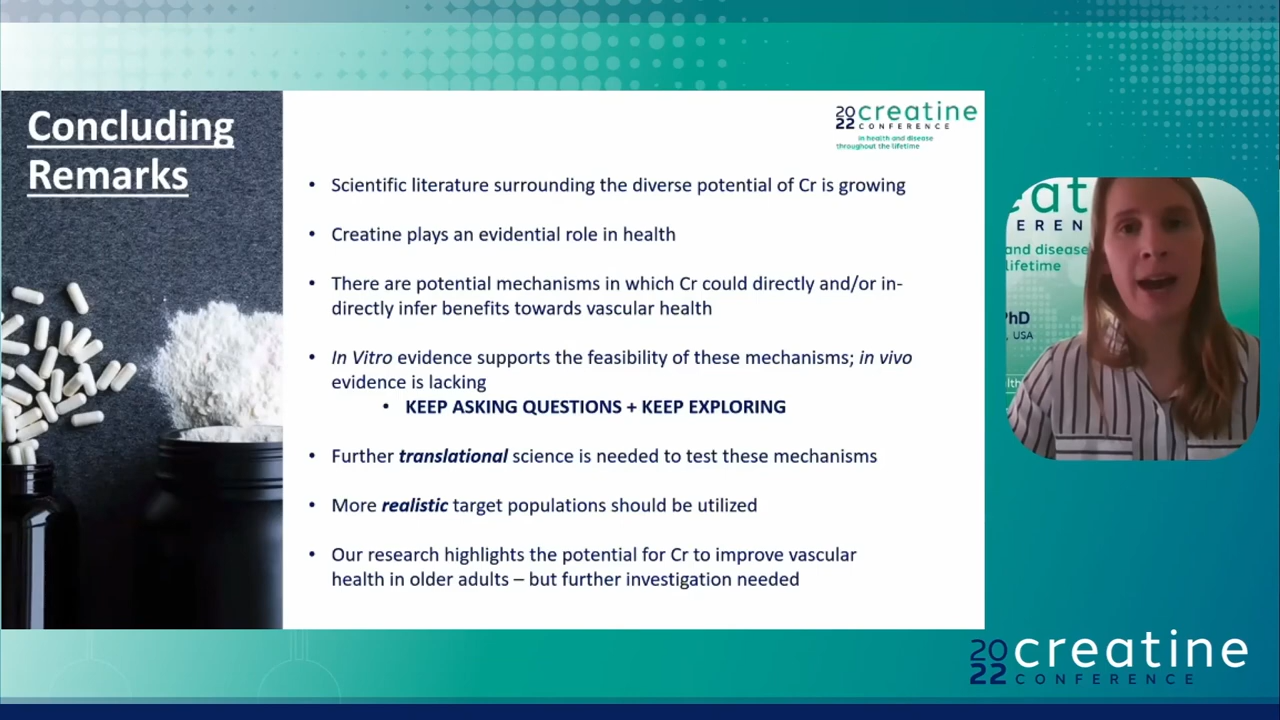 Concluding
Remarks
2022 creatine
CONFERENCE
in health and disease
throughout the lifetime
• Scientific literature surrounding the diverse potential of Cr is growing
• Creatine plays an evidential role in health
• There are potential mechanisms in which Cr could directly and/or in-
directly infer benefits towards vascular health
• In Vitro evidence supports the feasibility of these mechanisms; in vivo
evidence is lacking
• KEEP ASKING QUESTIONS + KEEP EXPLORING
• Further translational science is needed to test these mechanisms
• More realistic target populations should be utilized
• Our research highlights the potential for Cr to improve vascular
health in older adults – but further investigation needed
eat
EREN
and disease
lifetime
PhD
, USA
2022 creatine
CONFERENCE